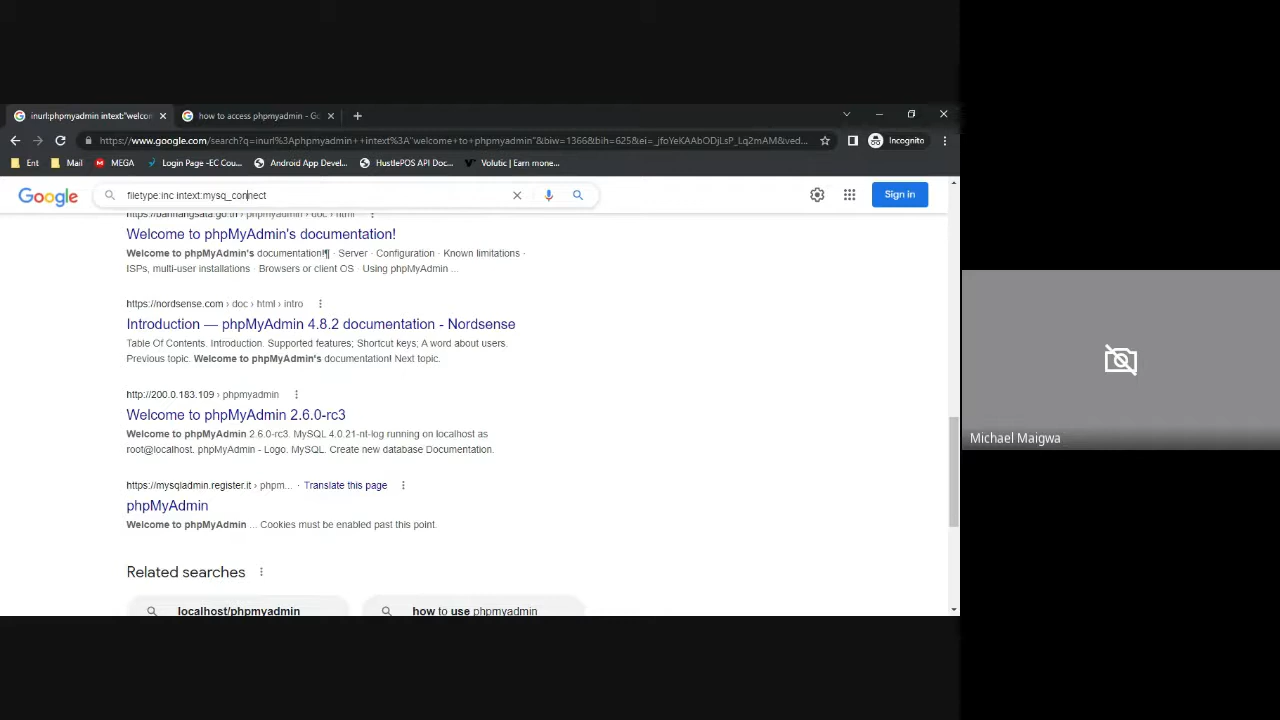 inurl:phpmyadmin intext:"welcom
how to access phpmyadmin - Go
https://www.google.com/search?q=inurl%3Aphpmyadmin++intext%3A"welcome+to+phpmyadmin"&biw=1366&bih=625&ei=_jfoYeKAAbODjLsP_Lq2mAM&ved...
Incognito
Ent
Mail
MEGA
Login Page -EC Cou...
Android App Devel...
HustlePOS API Doc...
Volutic | Earn mone...
Google
filetype:inc intext:mysq_connect
Sign in
› phpmyadmin › doc › html
Welcome to phpMyAdmin's documentation!
Welcome to phpMyAdmin's documentation!¶ · Server · Configuration · Known limitations ·
ISPs, multi-user installations · Browsers or client OS · Using phpMyAdmin ...
https://nordsense.com › doc › html › intro
Introduction — phpMyAdmin 4.8.2 documentation - Nordsense
Table Of Contents. Introduction. Supported features; Shortcut keys; A word about users.
Previous topic. Welcome to phpMyAdmin's documentation! Next topic.
http://200.0.183.109 › phpmyadmin
Welcome to phpMyAdmin 2.6.0-rc3
Welcome to phpMyAdmin 2.6.0-rc3. MySQL 4.0.21-nt-log running on localhost as
root@localhost. phpMyAdmin - Logo. MySQL. Create new database Documentation.
https://mysqladmin.register.it › phpm... · Translate this page
phpMyAdmin
Welcome to phpMyAdmin ... Cookies must be enabled past this point.
Related searches
localhost/phpmyadmin
how to use phpmyadmin
Michael Maigwa